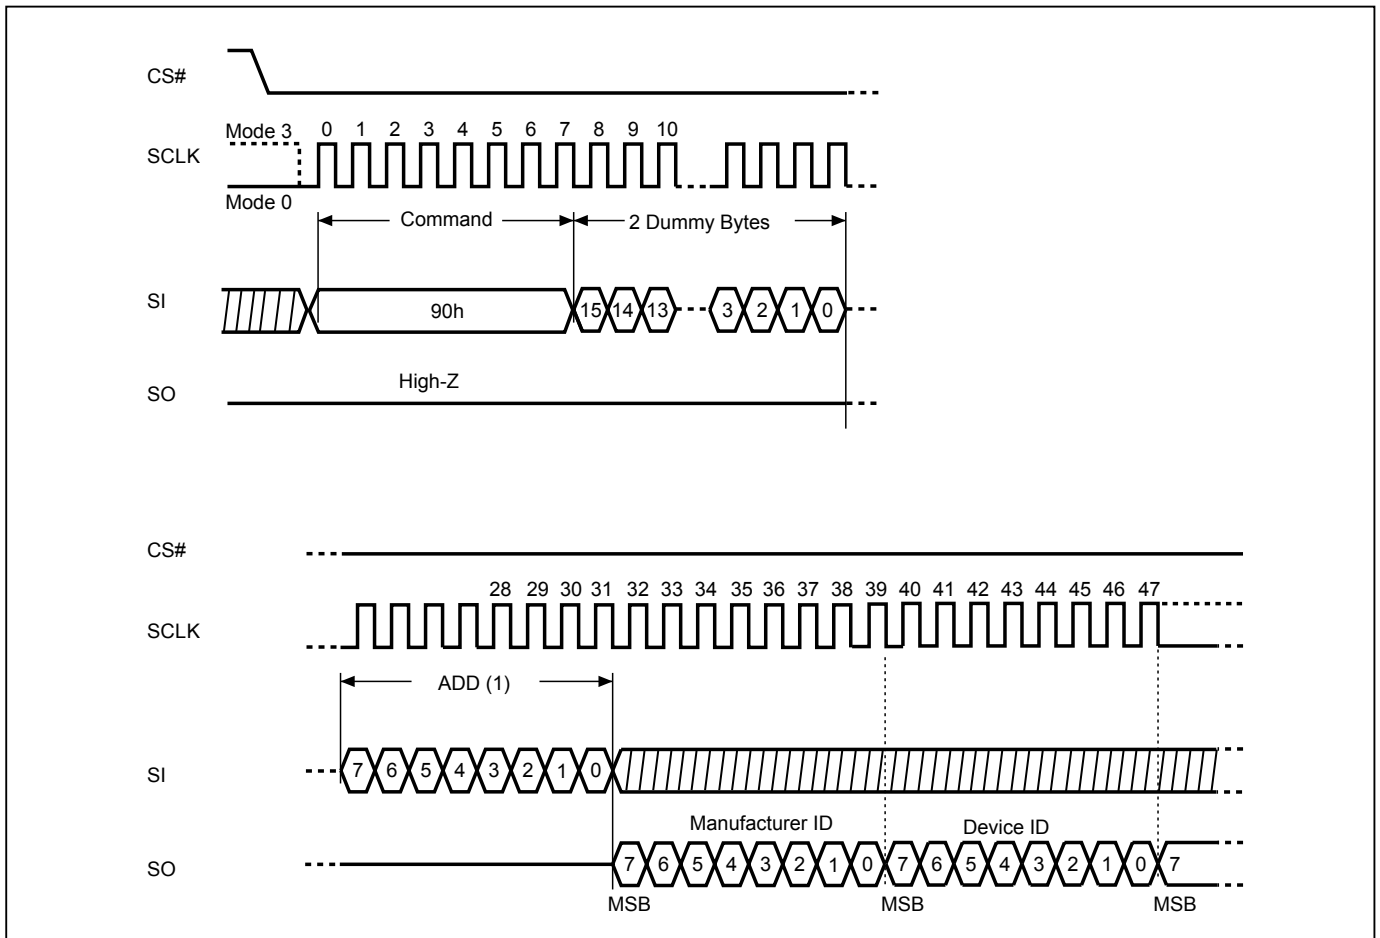 CS#
Mode 3 0 1 2 3 4 5 6 7 8 9 10
SCLK
Mode 0
Command 2 Dummy Bytes
SI 90h 15 14 13 3 2 1 0
High-Z
SO
CS#
28 29 30 31 32 33 34 35 36 37 38 39 40 41 42 43 44 45 46 47
SCLK
ADD (1)
SI 7 6 5 4 3 2 1 0
Manufacturer ID Device ID
SO 7 6 5 4 3 2 1 0 7 6 5 4 3 2 1 0 7
MSB MSB MSB